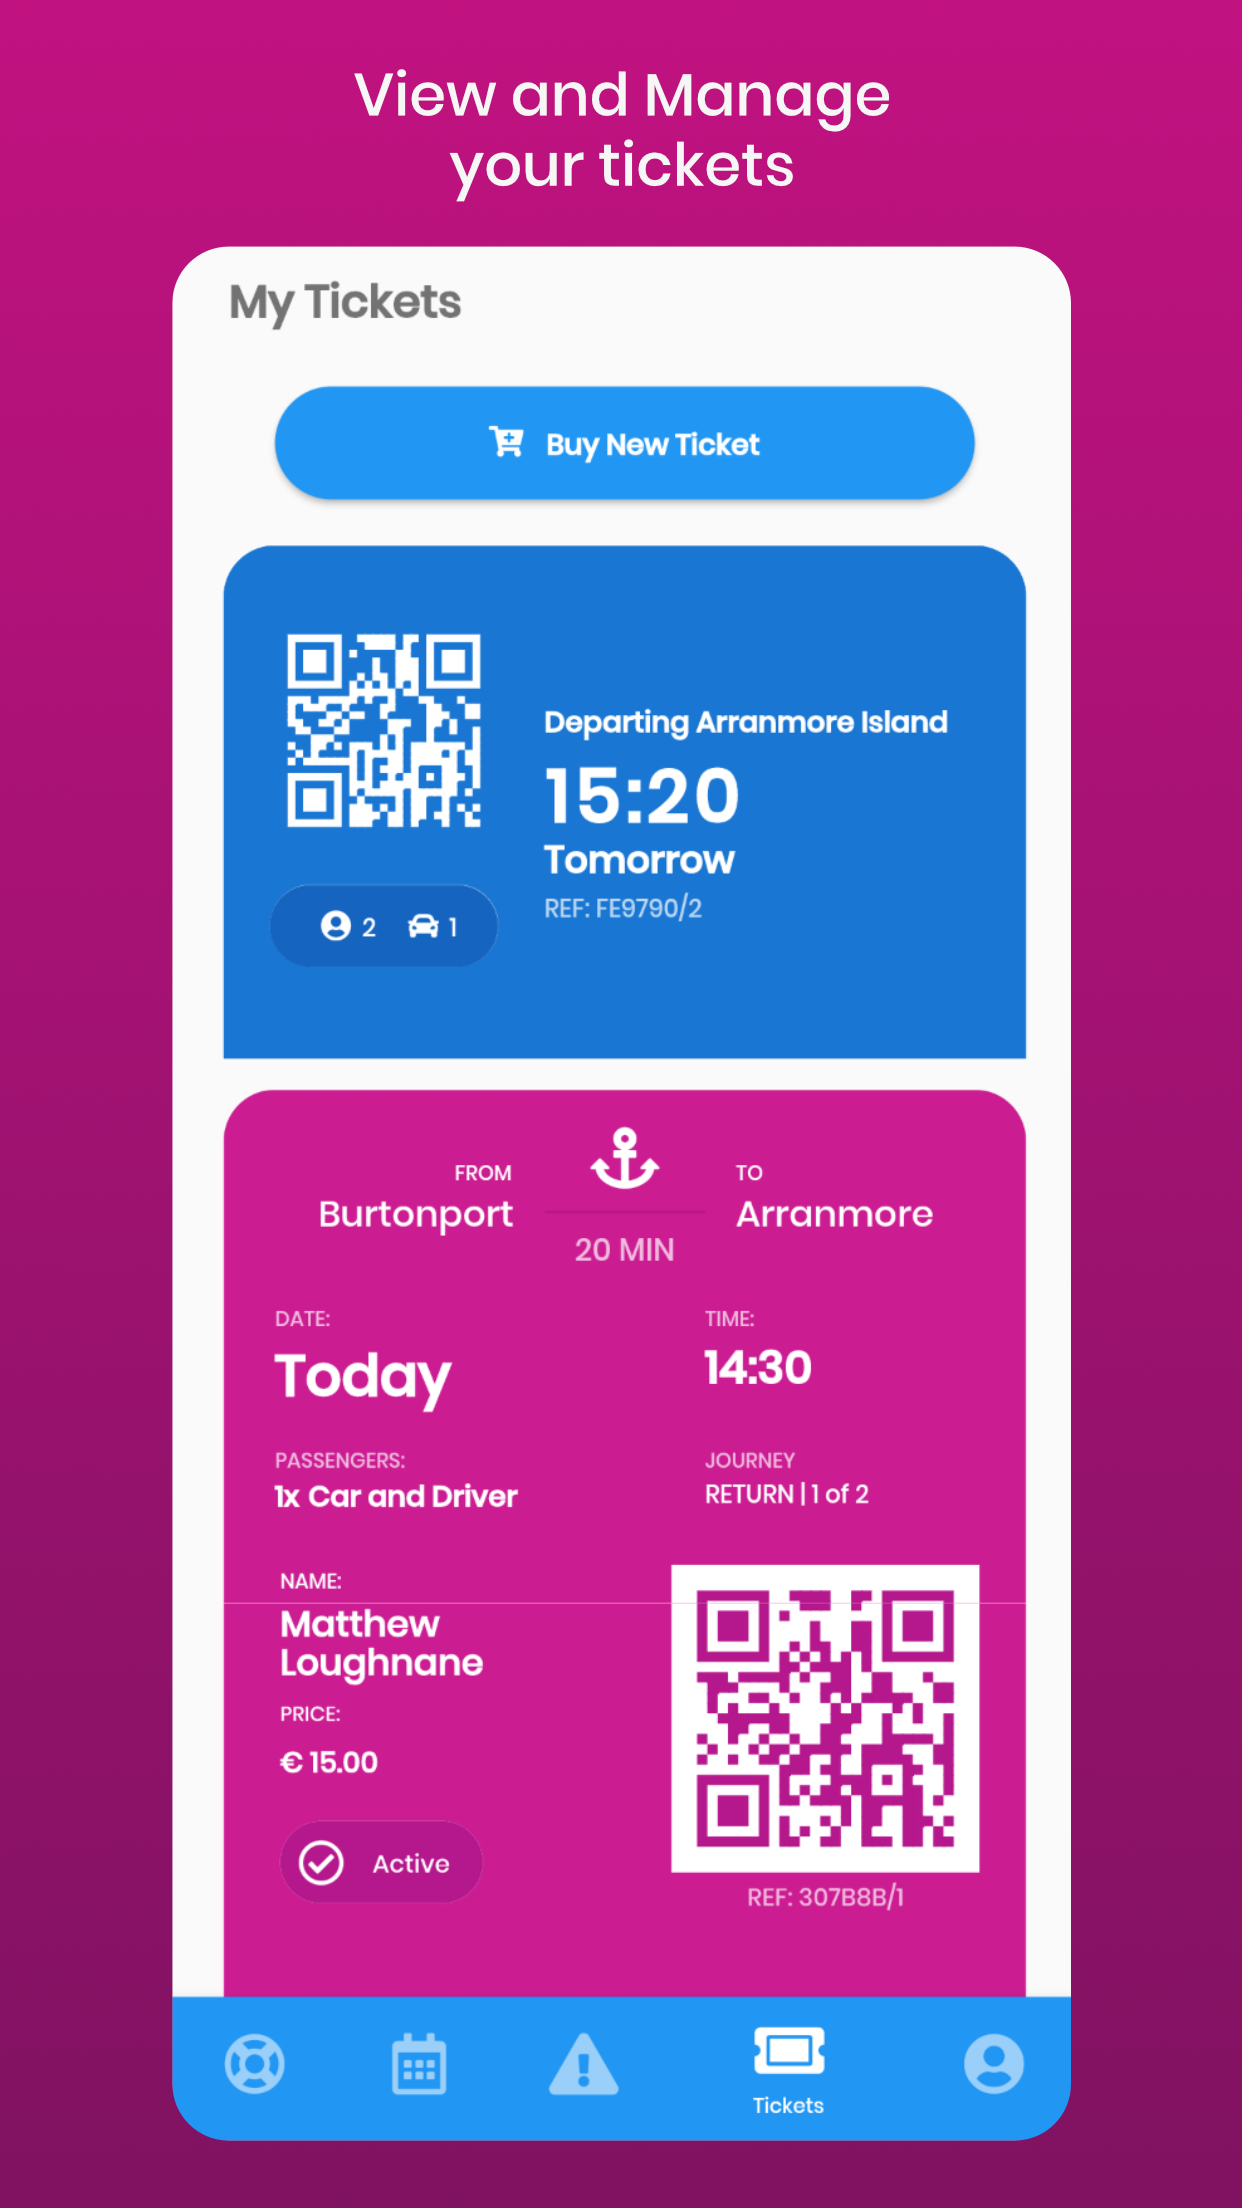 View and Manage
your tickets
My Tickets
Buy New Ticket
Departing Arranmore Island
15:20
Tomorrow
REF: FE9790/2
2 1
FROM
Burtonport
20 MIN
TO
Arranmore
DATE:
Today
TIME:
14:30
PASSENGERS:
1x Car and Driver
JOURNEY
RETURN | 1 of 2
NAME:
Matthew
Loughnane
PRICE:
€ 15.00
Active
REF: 307B8B/1
Tickets